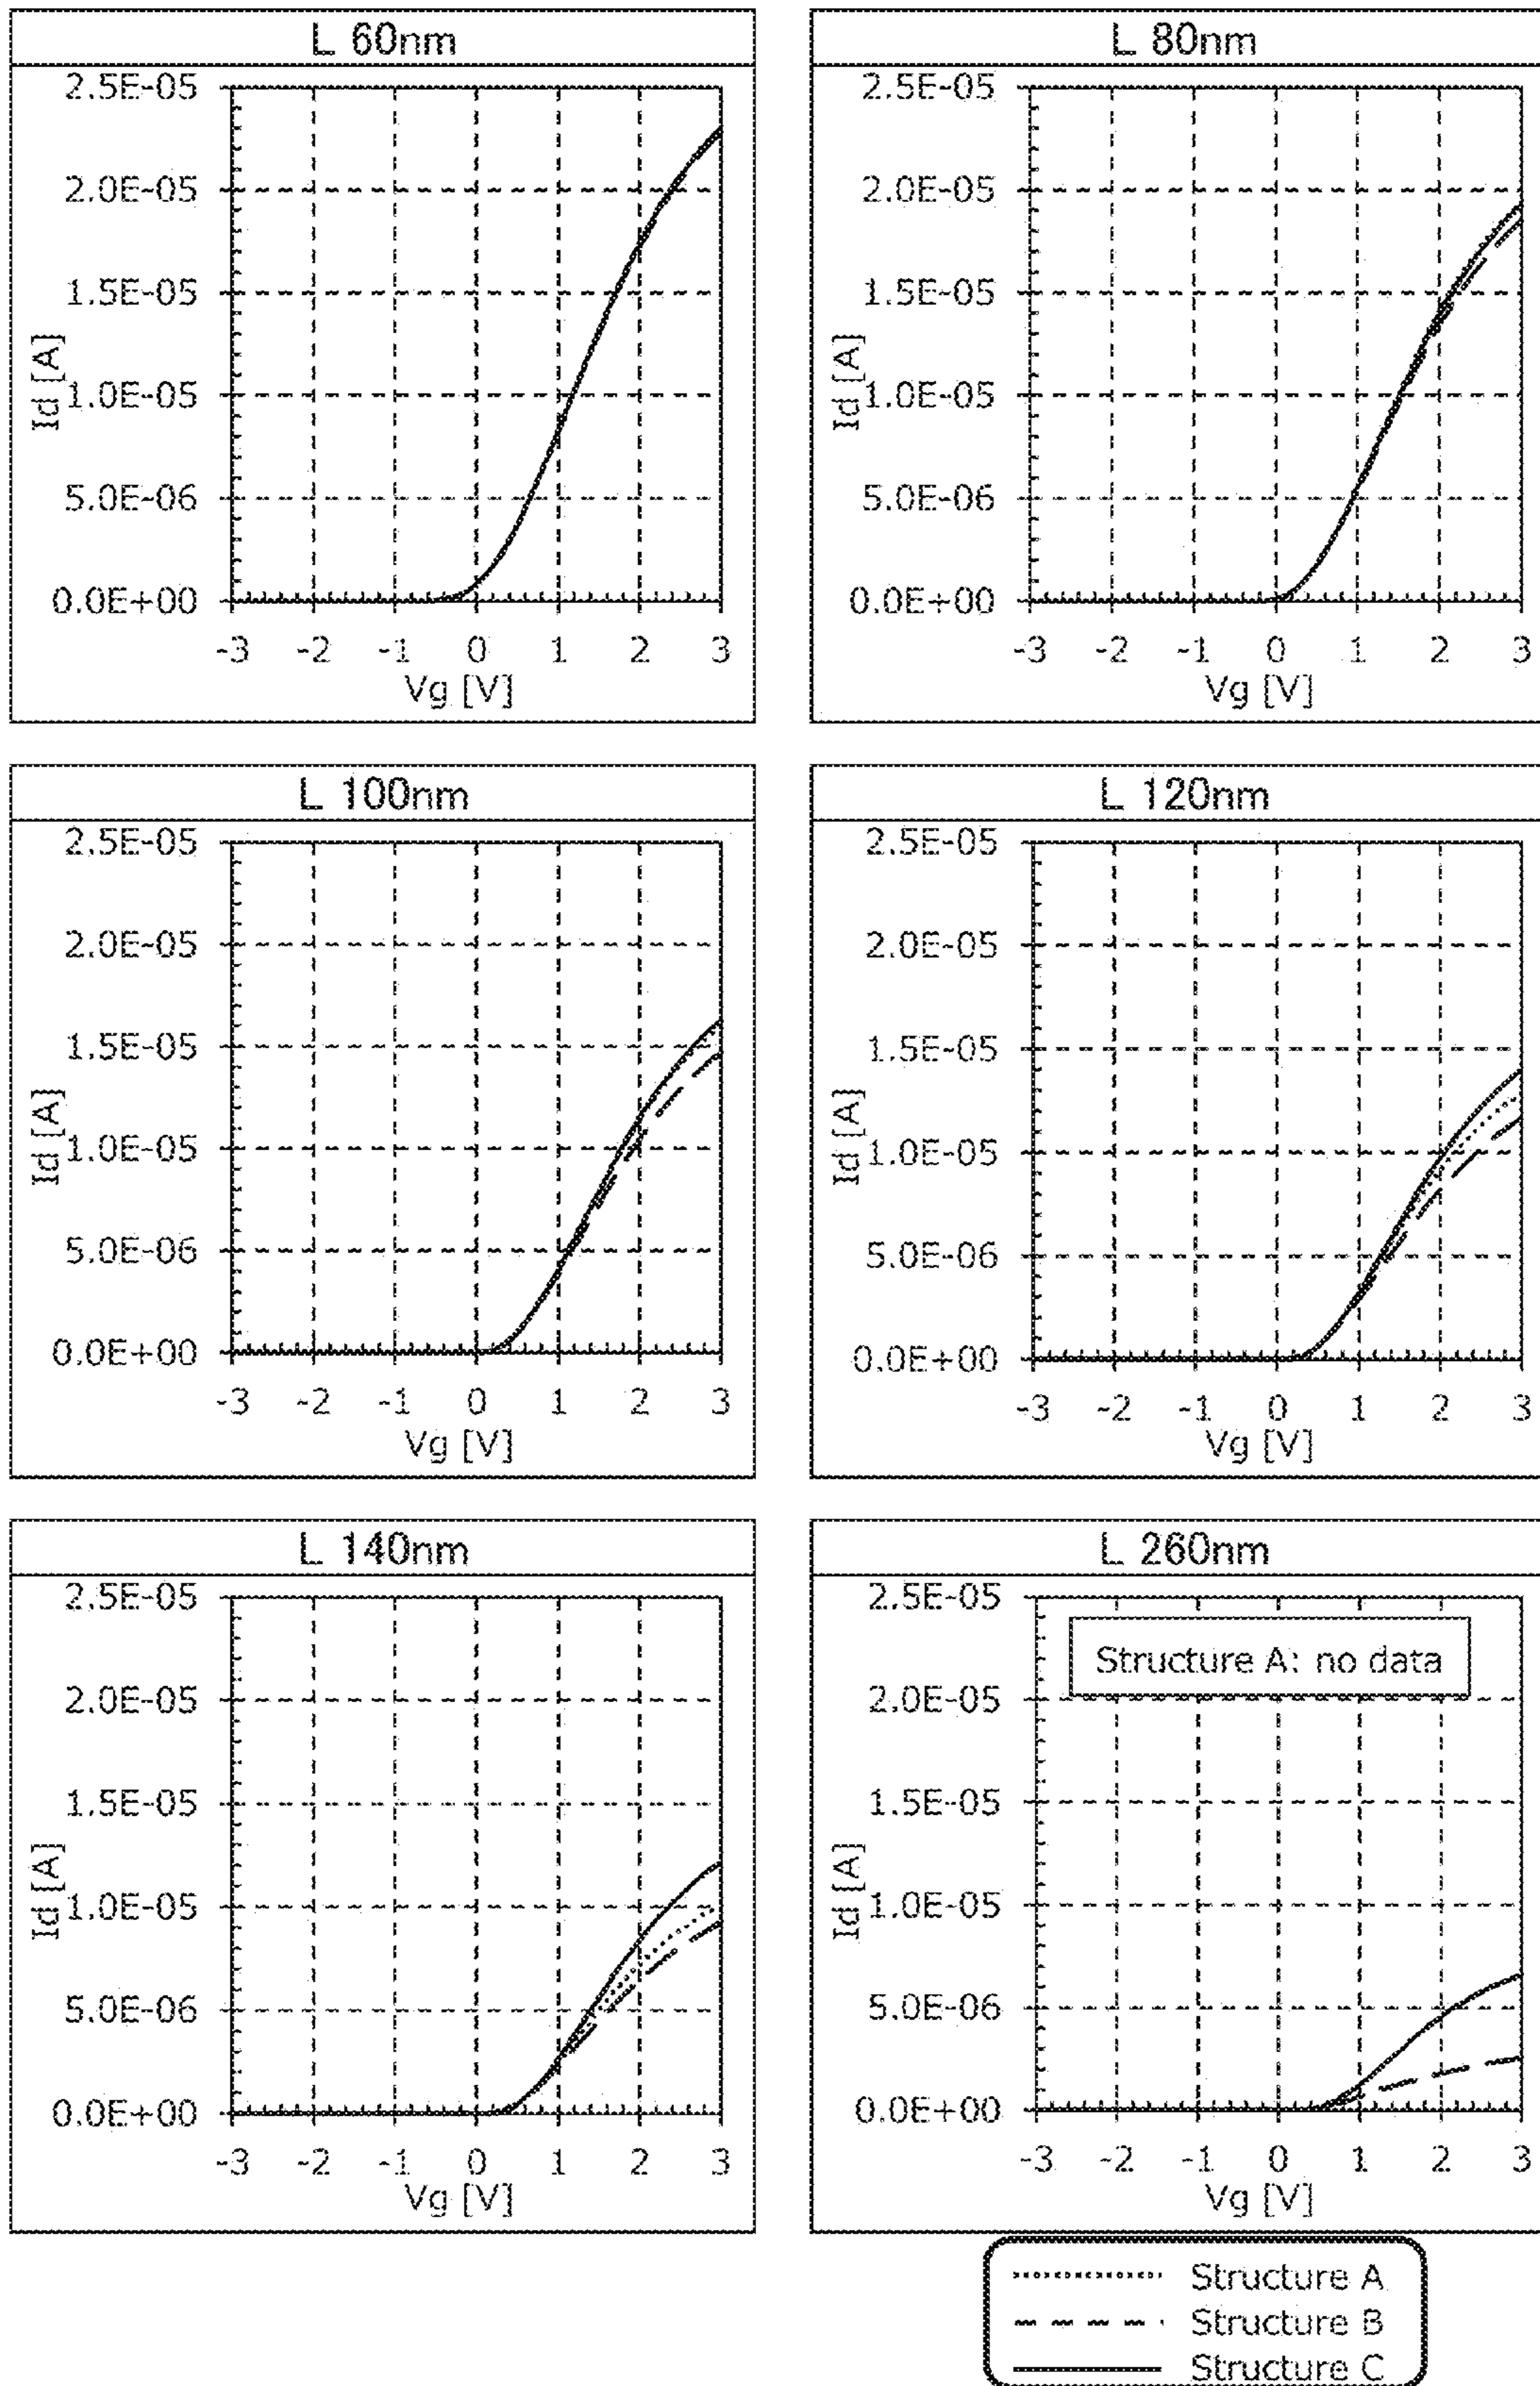 L 60nm
2.5E-05
2.0E-05
1.5E-05
1.0E-05
5.0E-06
0.0E+00
Id [A]
-3 -2 -1 0 1 2 3
Vg [V]
L 80nm
2.5E-05
2.0E-05
1.5E-05
1.0E-05
5.0E-06
0.0E+00
Id [A]
-3 -2 -1 0 1 2 3
Vg [V]
L 100nm
2.5E-05
2.0E-05
1.5E-05
1.0E-05
5.0E-06
0.0E+00
Id [A]
-3 -2 -1 0 1 2 3
Vg [V]
L 120nm
2.5E-05
2.0E-05
1.5E-05
1.0E-05
5.0E-06
0.0E+00
Id [A]
-3 -2 -1 0 1 2 3
Vg [V]
L 140nm
2.5E-05
2.0E-05
1.5E-05
1.0E-05
5.0E-06
0.0E+00
Id [A]
-3 -2 -1 0 1 2 3
Vg [V]
L 260nm
2.5E-05
Structure A: no data
2.0E-05
1.5E-05
1.0E-05
5.0E-06
0.0E+00
Id [A]
-3 -2 -1 0 1 2 3
Vg [V]
Structure A
Structure B
Structure C